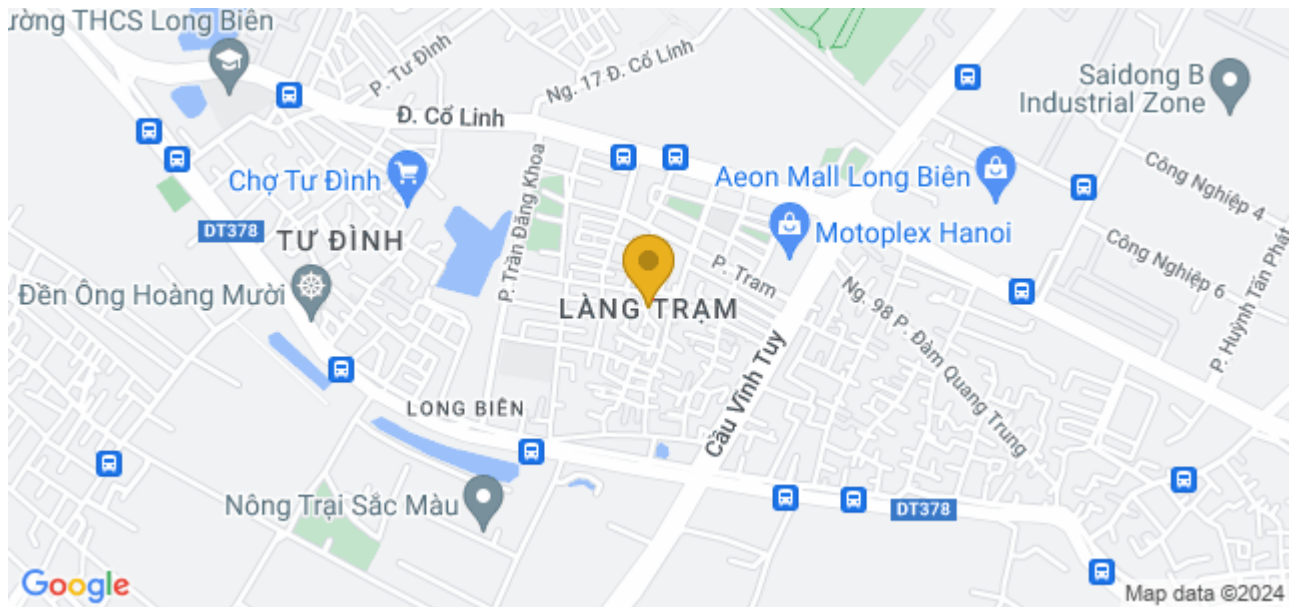 ường THCS Long Biên
P. Tư Đình
Ng. 17 Đ. Cổ Linh
Saidong B
Industrial Zone
Đ. Cổ Linh
Công Nghiệp 4
Chợ Tư Đình
P. Trần Đăng Khoa
Aeon Mall Long Biên
DT378
TƯ ĐÌNH
Motoplex Hanoi
Công Nghiệp 6
P. Trạm
Đền Ông Hoàng Mười
LÀNG TRẠM
Ng. 98 P. Đàm Quang Trung
P. Huỳnh Tấn Phát
Cầu Vĩnh Tuy
LONG BIÊN
Nông Trại Sắc Màu
DT378
Google
Map data ©2024